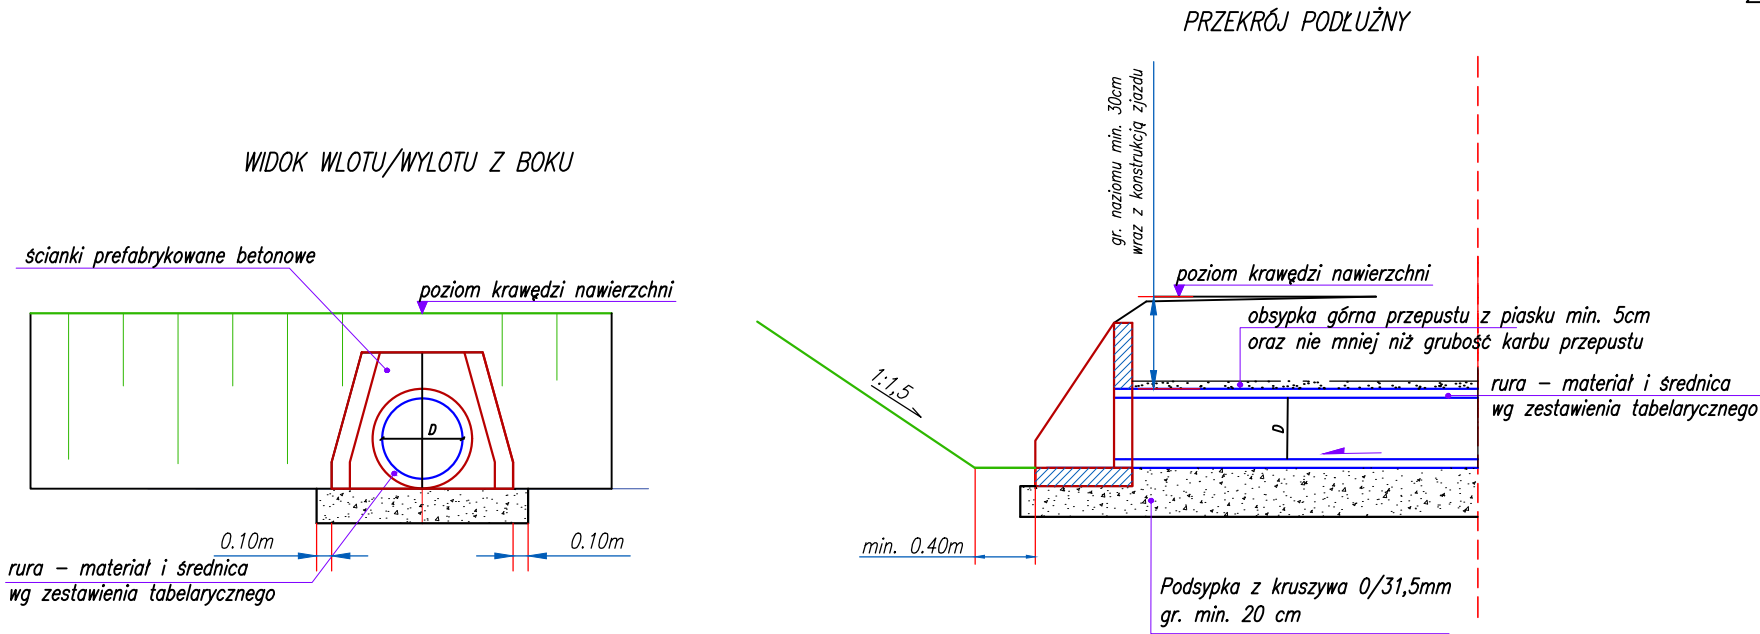 PRZEKRÓJ PODŁUŻNY
WIDOK WLOTU/WYLOTU Z BOKU
ścianki prefabrykowane betonowe
poziom krawędzi nawierzchni
D
0.10m
0.10m
rura – materiał i średnica
wg zestawienia tabelarycznego
gr. naziomu min. 30cm
wraz z konstrukcją zjazdu
poziom krawędzi nawierzchni
obsypka górna przepustu z piasku min. 5cm
oraz nie mniej niż grubość karbu przepustu
1:1,5
rura – materiał i średnica
wg zestawienia tabelarycznego
D
min. 0.40m
Podsypka z kruszywa 0/31,5mm
gr. min. 20 cm